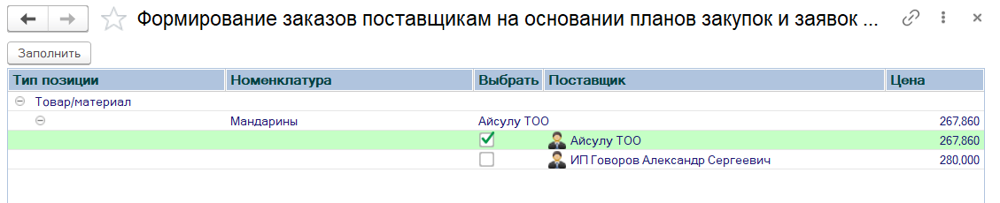 Формирование заказов поставщикам на основании планов закупок и заявок ...
Заполнить
Тип позиции Номенклатура Выбрать Поставщик Цена
Товар/материал
Мандарины Айсулу ТОО 267,860
Айсулу ТОО 267,860
ИП Говоров Александр Сергеевич 280,000